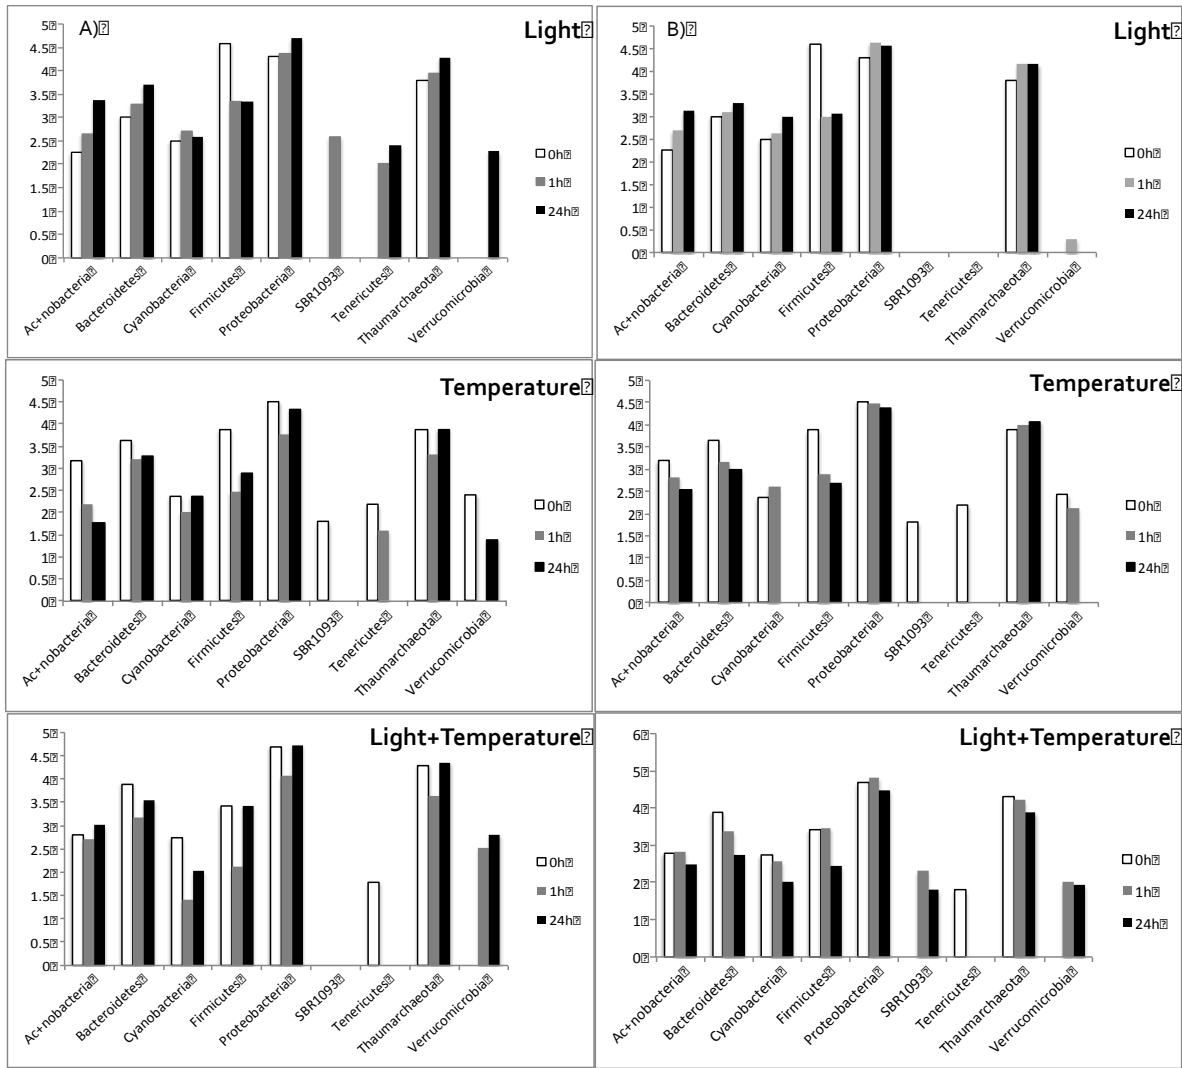 A)
Light
5
4.5
4
3.5
3
2.5
2
1.5
1
0.5
0
Ac+nobacteria
Bacteroidetes
Cyanobacteria
Firmicutes
Proteobacteria
SBR1093
Tenericutes
Thaumarchaeota
Verrucomicrobia
0h
1h
24h
B)
Light
5
4.5
4
3.5
3
2.5
2
1.5
1
0.5
0
Ac+nobacteria
Bacteroidetes
Cyanobacteria
Firmicutes
Proteobacteria
SBR1093
Tenericutes
Thaumarchaeota
Verrucomicrobia
0h
1h
24h
Temperature
5
4.5
4
3.5
3
2.5
2
1.5
1
0.5
0
Ac+nobacteria
Bacteroidetes
Cyanobacteria
Firmicutes
Proteobacteria
SBR1093
Tenericutes
Thaumarchaeota
Verrucomicrobia
0h
1h
24h
Temperature
5
4.5
4
3.5
3
2.5
2
1.5
1
0.5
0
Ac+nobacteria
Bacteroidetes
Cyanobacteria
Firmicutes
Proteobacteria
SBR1093
Tenericutes
Thaumarchaeota
Verrucomicrobia
0h
1h
24h
Light+Temperature
5
4.5
4
3.5
3
2.5
2
1.5
1
0.5
0
Ac+nobacteria
Bacteroidetes
Cyanobacteria
Firmicutes
Proteobacteria
SBR1093
Tenericutes
Thaumarchaeota
Verrucomicrobia
0h
1h
24h
Light+Temperature
6
5
4
3
2
1
0
Ac+nobacteria
Bacteroidetes
Cyanobacteria
Firmicutes
Proteobacteria
SBR1093
Tenericutes
Thaumarchaeota
Verrucomicrobia
0h
1h
24h